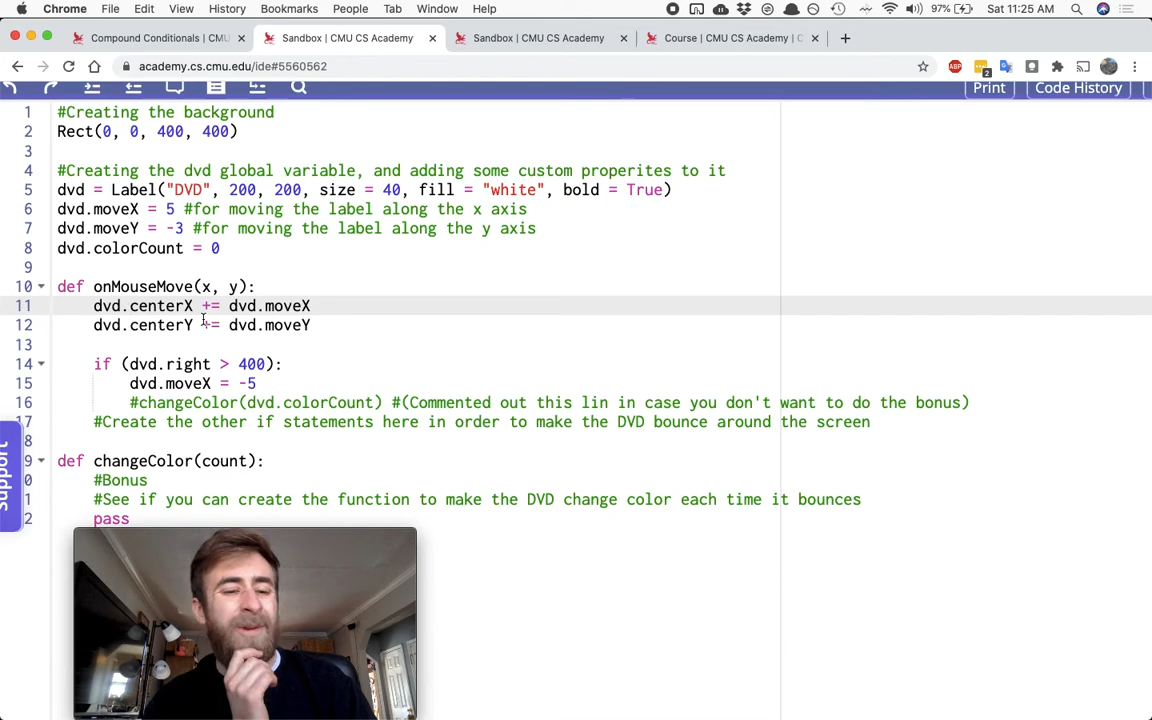 Chrome File Edit View History Bookmarks People Tab Window Help 97% Sat 11:25 AM
Compound Conditionals | CMU Sandbox | CMU CS Academy Sandbox | CMU CS Academy Course | CMU CS Academy | C
academy.cs.cmu.edu/ide#5560562
ABP 2
Print Code History
1 #Creating the background
2 Rect(0, 0, 400, 400)
3
4 #Creating the dvd global variable, and adding some custom properites to it
5 dvd = Label("DVD", 200, 200, size = 40, fill = "white", bold = True)
6 dvd.moveX = 5 #for moving the label along the x axis
7 dvd.moveY = -3 #for moving the label along the y axis
8 dvd.colorCount = 0
9
10 def onMouseMove(x, y):
11 dvd.centerX += dvd.moveX
12 dvd.centerY += dvd.moveY
13
14 if (dvd.right > 400):
15 dvd.moveX = -5
16 #changeColor(dvd.colorCount) #(Commented out this lin in case you don't want to do the bonus)
17 #Create the other if statements here in order to make the DVD bounce around the screen
8
9 def changeColor(count):
0 #Bonus
1 #See if you can create the function to make the DVD change color each time it bounces
2 pass
Support